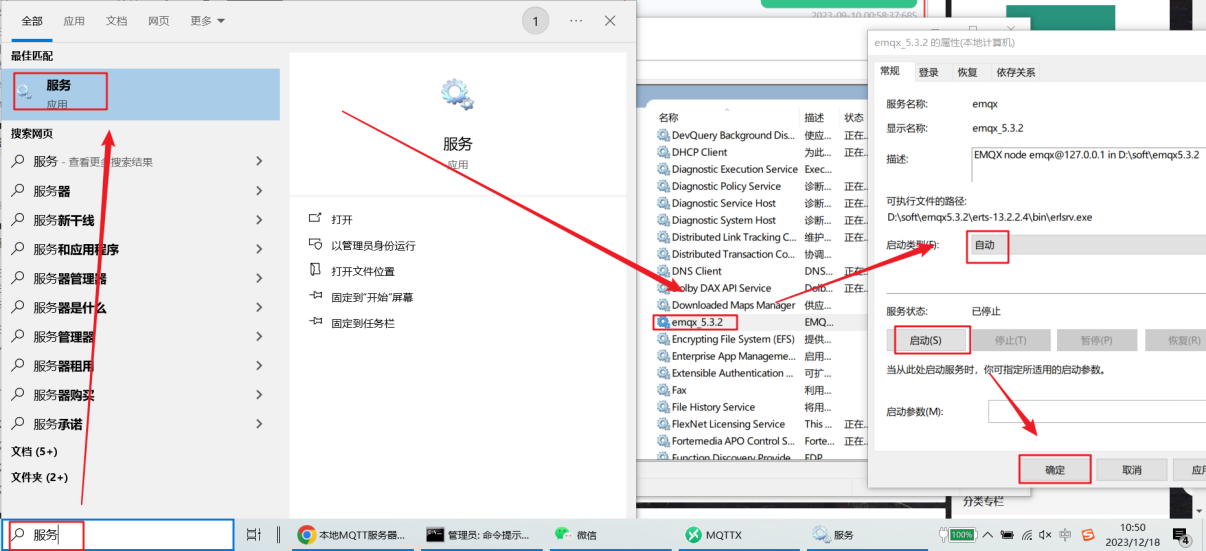 全部 应用 文档 网页 更多
1
最佳匹配
服务
应用
搜索网页
服务 - 查看更多搜索结果
服务器
服务新干线
服务和应用程序
服务器管理器
服务器是什么
服务管理器
服务器租用
服务器购买
服务承诺
文档 (5+)
文件夹 (2+)
服务
应用
打开
以管理员身份运行
打开文件位置
固定到"开始"屏幕
固定到任务栏
2023-09-10 00:58:37:685
名称 描述 状态
DevQuery Background Dis... 使应... 正在...
DHCP Client 为此... 正在...
Diagnostic Execution Service Exec...
Diagnostic Policy Service 诊断... 正在...
Diagnostic Service Host 诊断... 正在...
Diagnostic System Host 诊断... 正在...
Distributed Link Tracking C... 维护... 正在...
Distributed Transaction Co... 协调...
DNS Client DNS... 正在...
Dolby DAX API Service Dolb... 正在...
Downloaded Maps Manager 供应...
emqx_5.3.2 EMQ...
Encrypting File System (EFS) 提供...
Enterprise App Manageme... 启用...
Extensible Authentication ... 可扩...
Fax 利用...
File History Service 将用...
FlexNet Licensing Service This ... 正在...
Fortemedia APO Control S... Forte... 正在...
Function Discovery Provide... FDP...
emqx_5.3.2 的属性(本地计算机)
常规 登录 恢复 依存关系
服务名称: emqx
显示名称: emqx_5.3.2
描述: EMQX node emqx@127.0.0.1 in D:\soft\emqx5.3.2
可执行文件的路径:
D:\soft\emqx5.3.2\erts-13.2.2.4\bin\erlsrv.exe
启动类型(E): 自动
服务状态: 已停止
启动(S) 停止(T) 暂停(P) 恢复(R)
当从此处启动服务时，你可指定所适用的启动参数。
启动参数(M):
确定 取消 应
分类专栏
服务
本地MQTT服务器...
管理员: 命令提示...
微信
MQTTX
服务
100%
中
10:50
2023/12/18
4